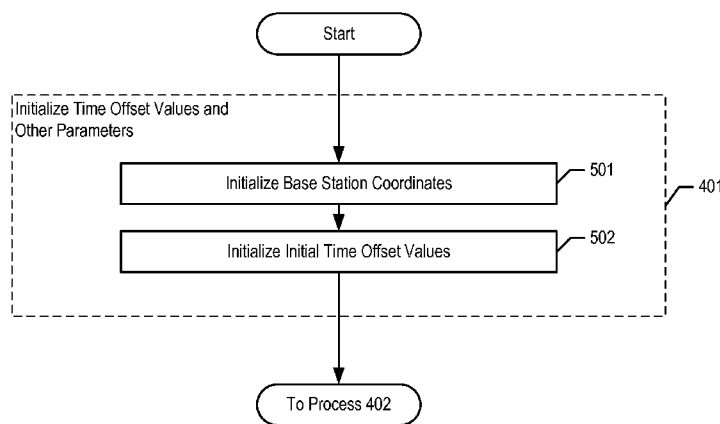 Start
Initialize Time Offset Values and
Other Parameters
Initialize Base Station Coordinates
501
401
Initialize Initial Time Offset Values
502
To Process 402